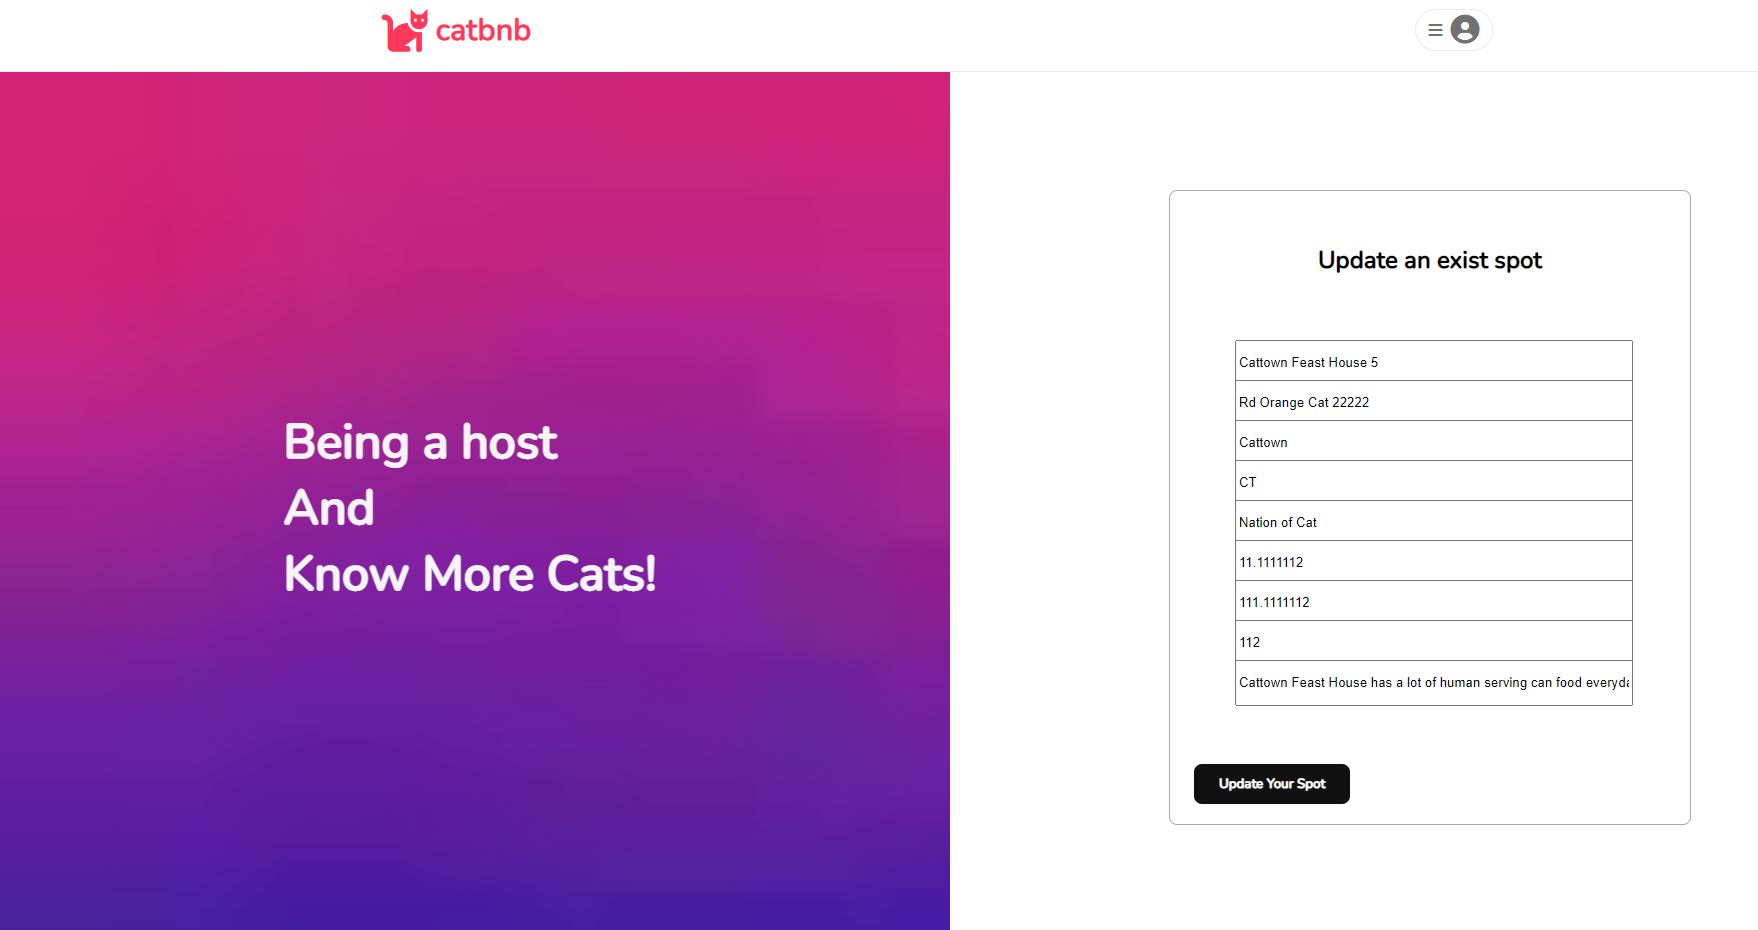 catbnb
Being a host
And
Know More Cats!
Update an exist spot
Cattown Feast House 5
Rd Orange Cat 22222
Cattown
CT
Nation of Cat
11.1111112
111.1111112
112
Cattown Feast House has a lot of human serving can food everyda
Update Your Spot